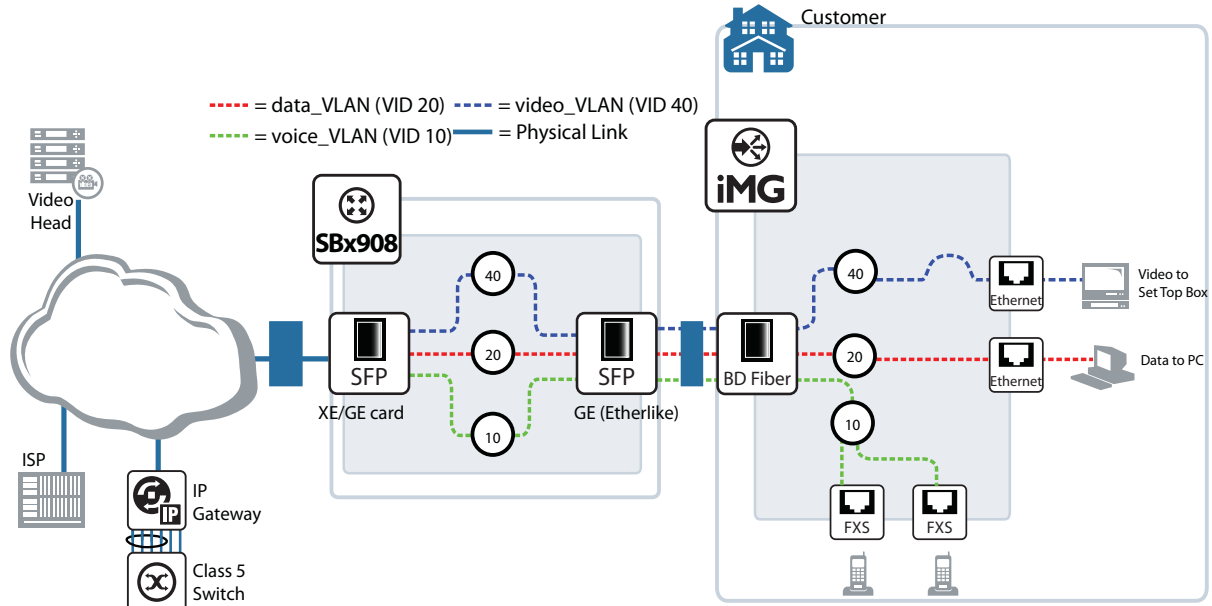 Customer
= data_VLAN (VID 20)
= video_VLAN (VID 40)
= voice_VLAN (VID 10)
= Physical Link
iMG
Video
Head
SBx908
40
40
Ethernet
Video to
Set Top Box
20
SFP
SFP
BD Fiber
20
Ethernet
Data to PC
XE/GE card
GE (Etherlike)
10
10
ISP
IP
IP
Gateway
FXS
FXS
Class 5
Switch